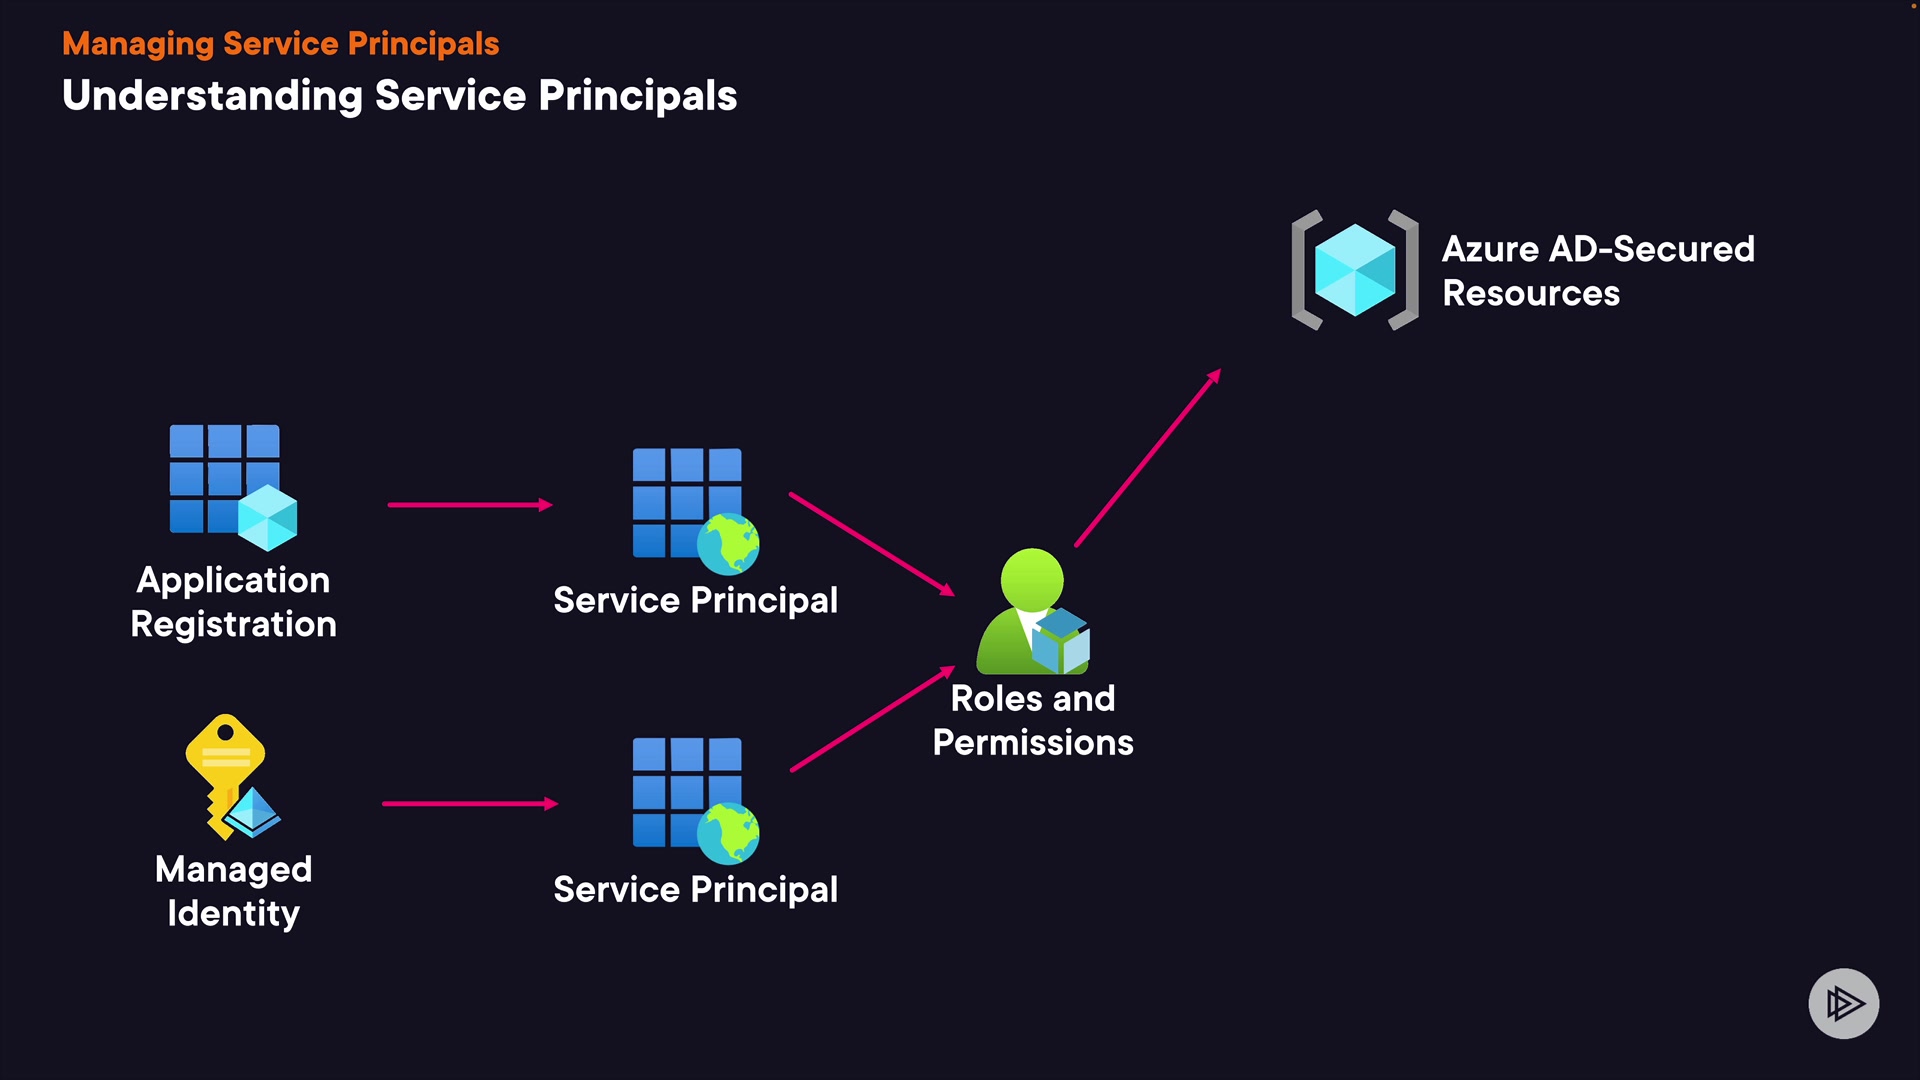 Managing Service Principals
Understanding Service Principals
Azure AD-Secured
Resources
Application
Registration
Service Principal
Roles and
Permissions
Managed
Identity
Service Principal